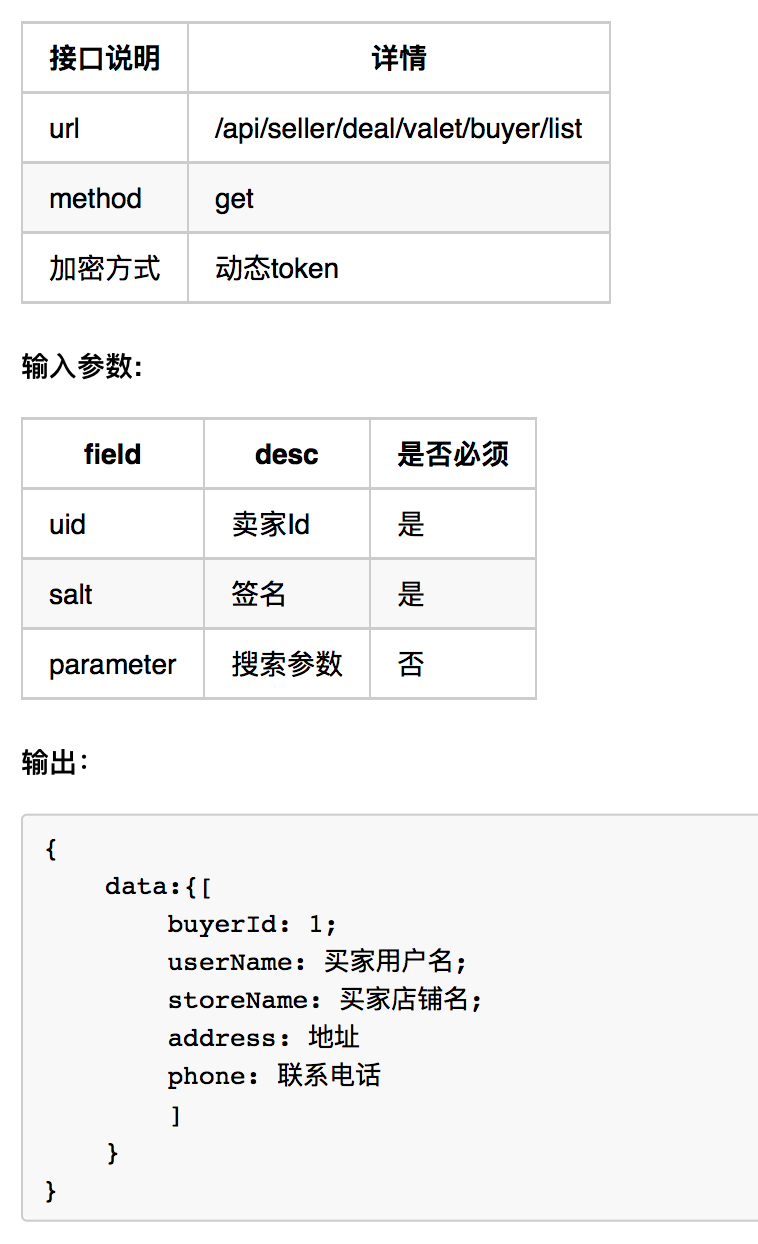 接口说明 详情
url /api/seller/deal/valet/buyer/list
method get
加密方式 动态token
输入参数:
field desc 是否必须
uid 卖家Id 是
salt 签名 是
parameter 搜索参数 否
输出：
{
data:{[
buyerId: 1;
userName: 买家用户名;
storeName: 买家店铺名;
address: 地址
phone: 联系电话
]
}
}